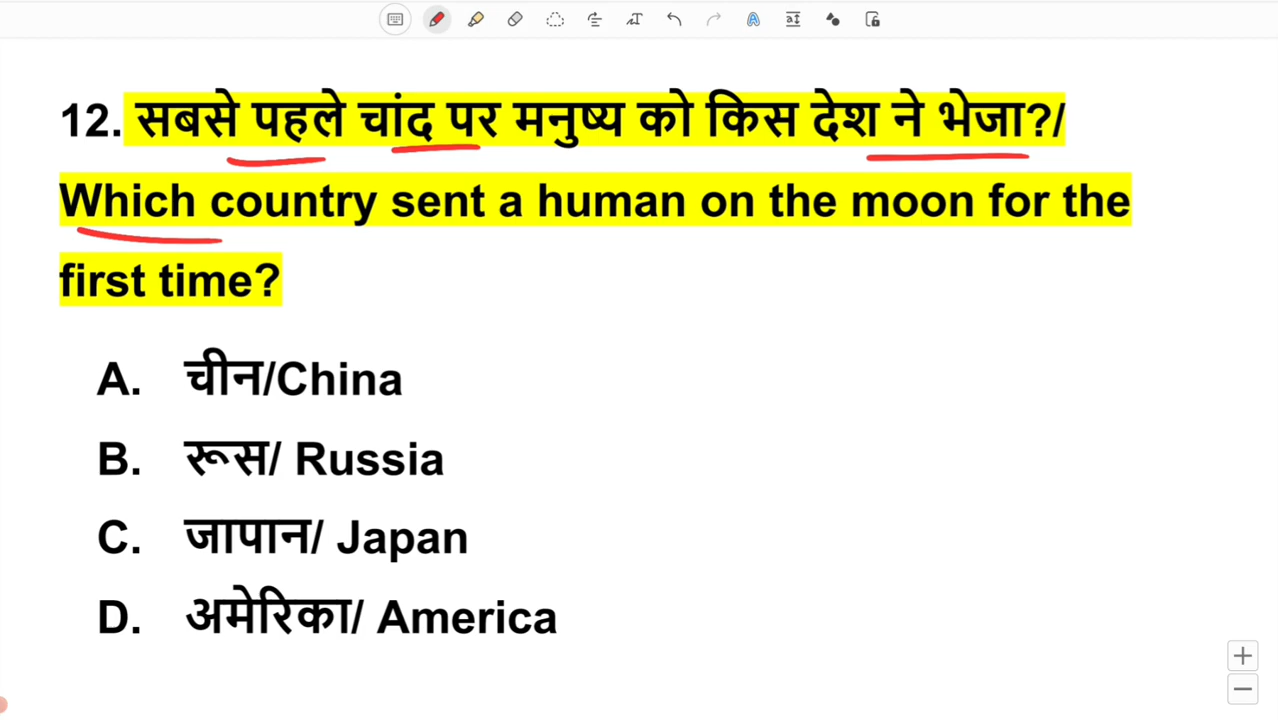 12. सबसे पहले चांद पर मनुष्य को किस देश ने भेजा?/
Which country sent a human on the moon for the
first time?
A. चीन/China
B. रूस/ Russia
C. जापान/ Japan
D. अमेरिका/ America